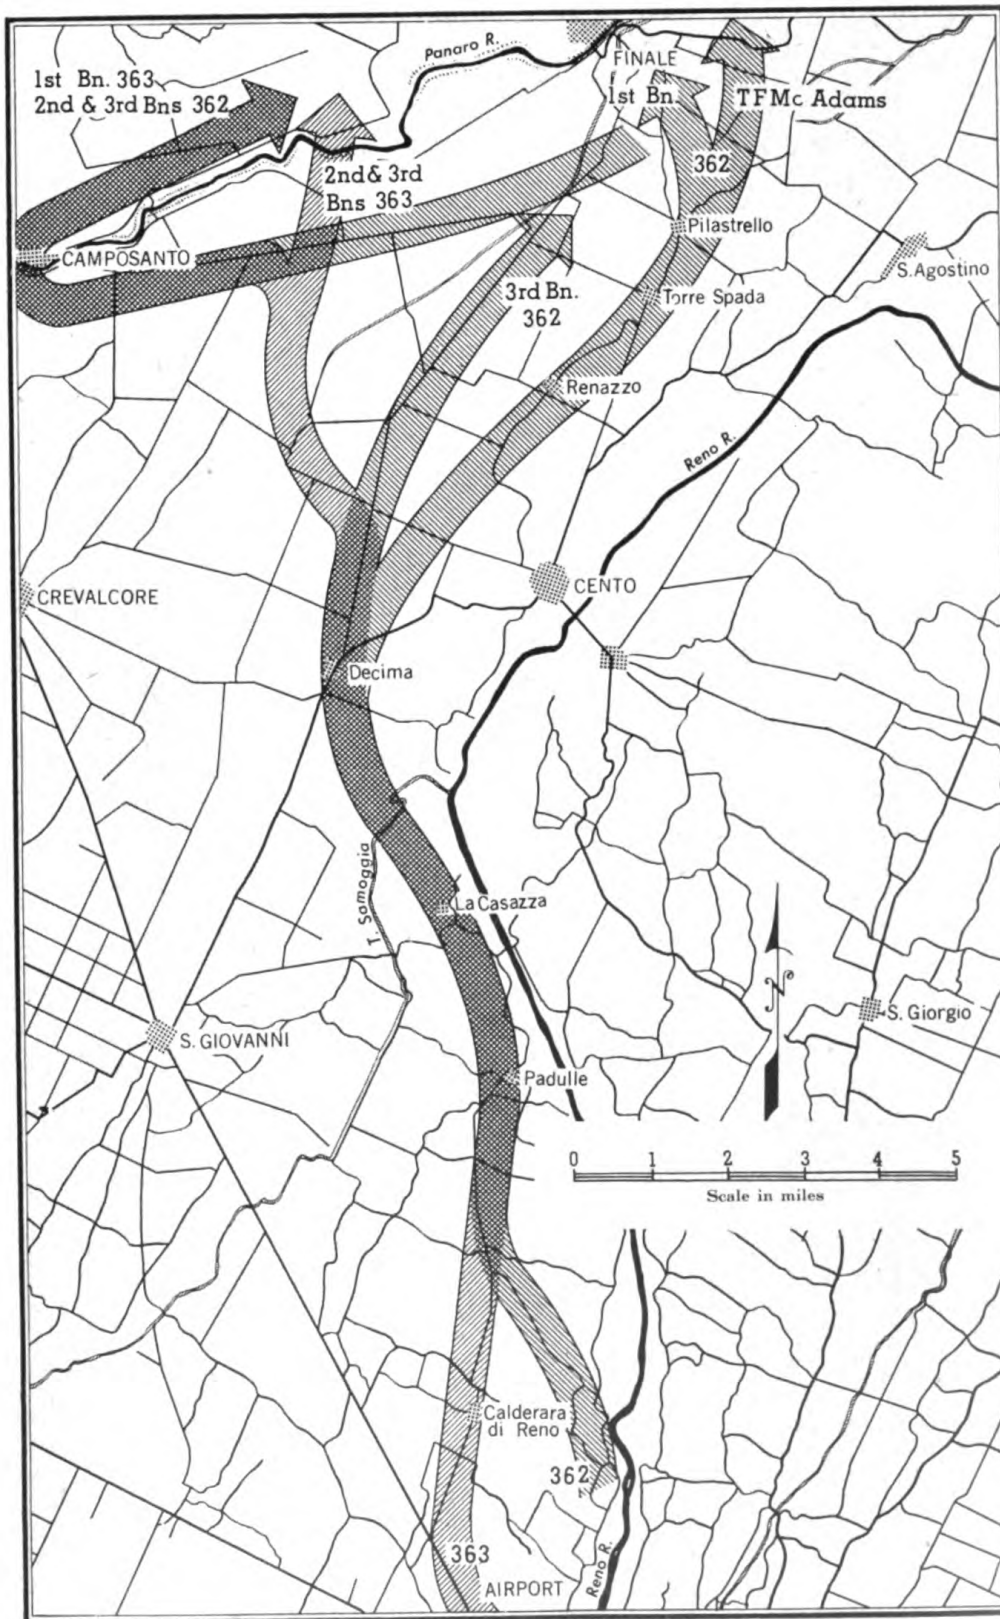 Panaro R.
FINALE
1st Bn. 363
2nd & 3rd Bns 362
1st Bn.
TF Mc Adams
362
2nd & 3rd
Bns 363
Pilastrello
CAMPOSANTO
S. Agostino
3rd Bn.
362
Torre Spada
Renazzo
Reno R.
CREVALCORE
CENTO
Decima
T. Samoggia
La Casazza
N
S. Giorgio
S. GIOVANNI
Padulle
0 1 2 3 4 5
Scale in miles
Calderara
di Reno
362
363
Reno R.
AIRPORT